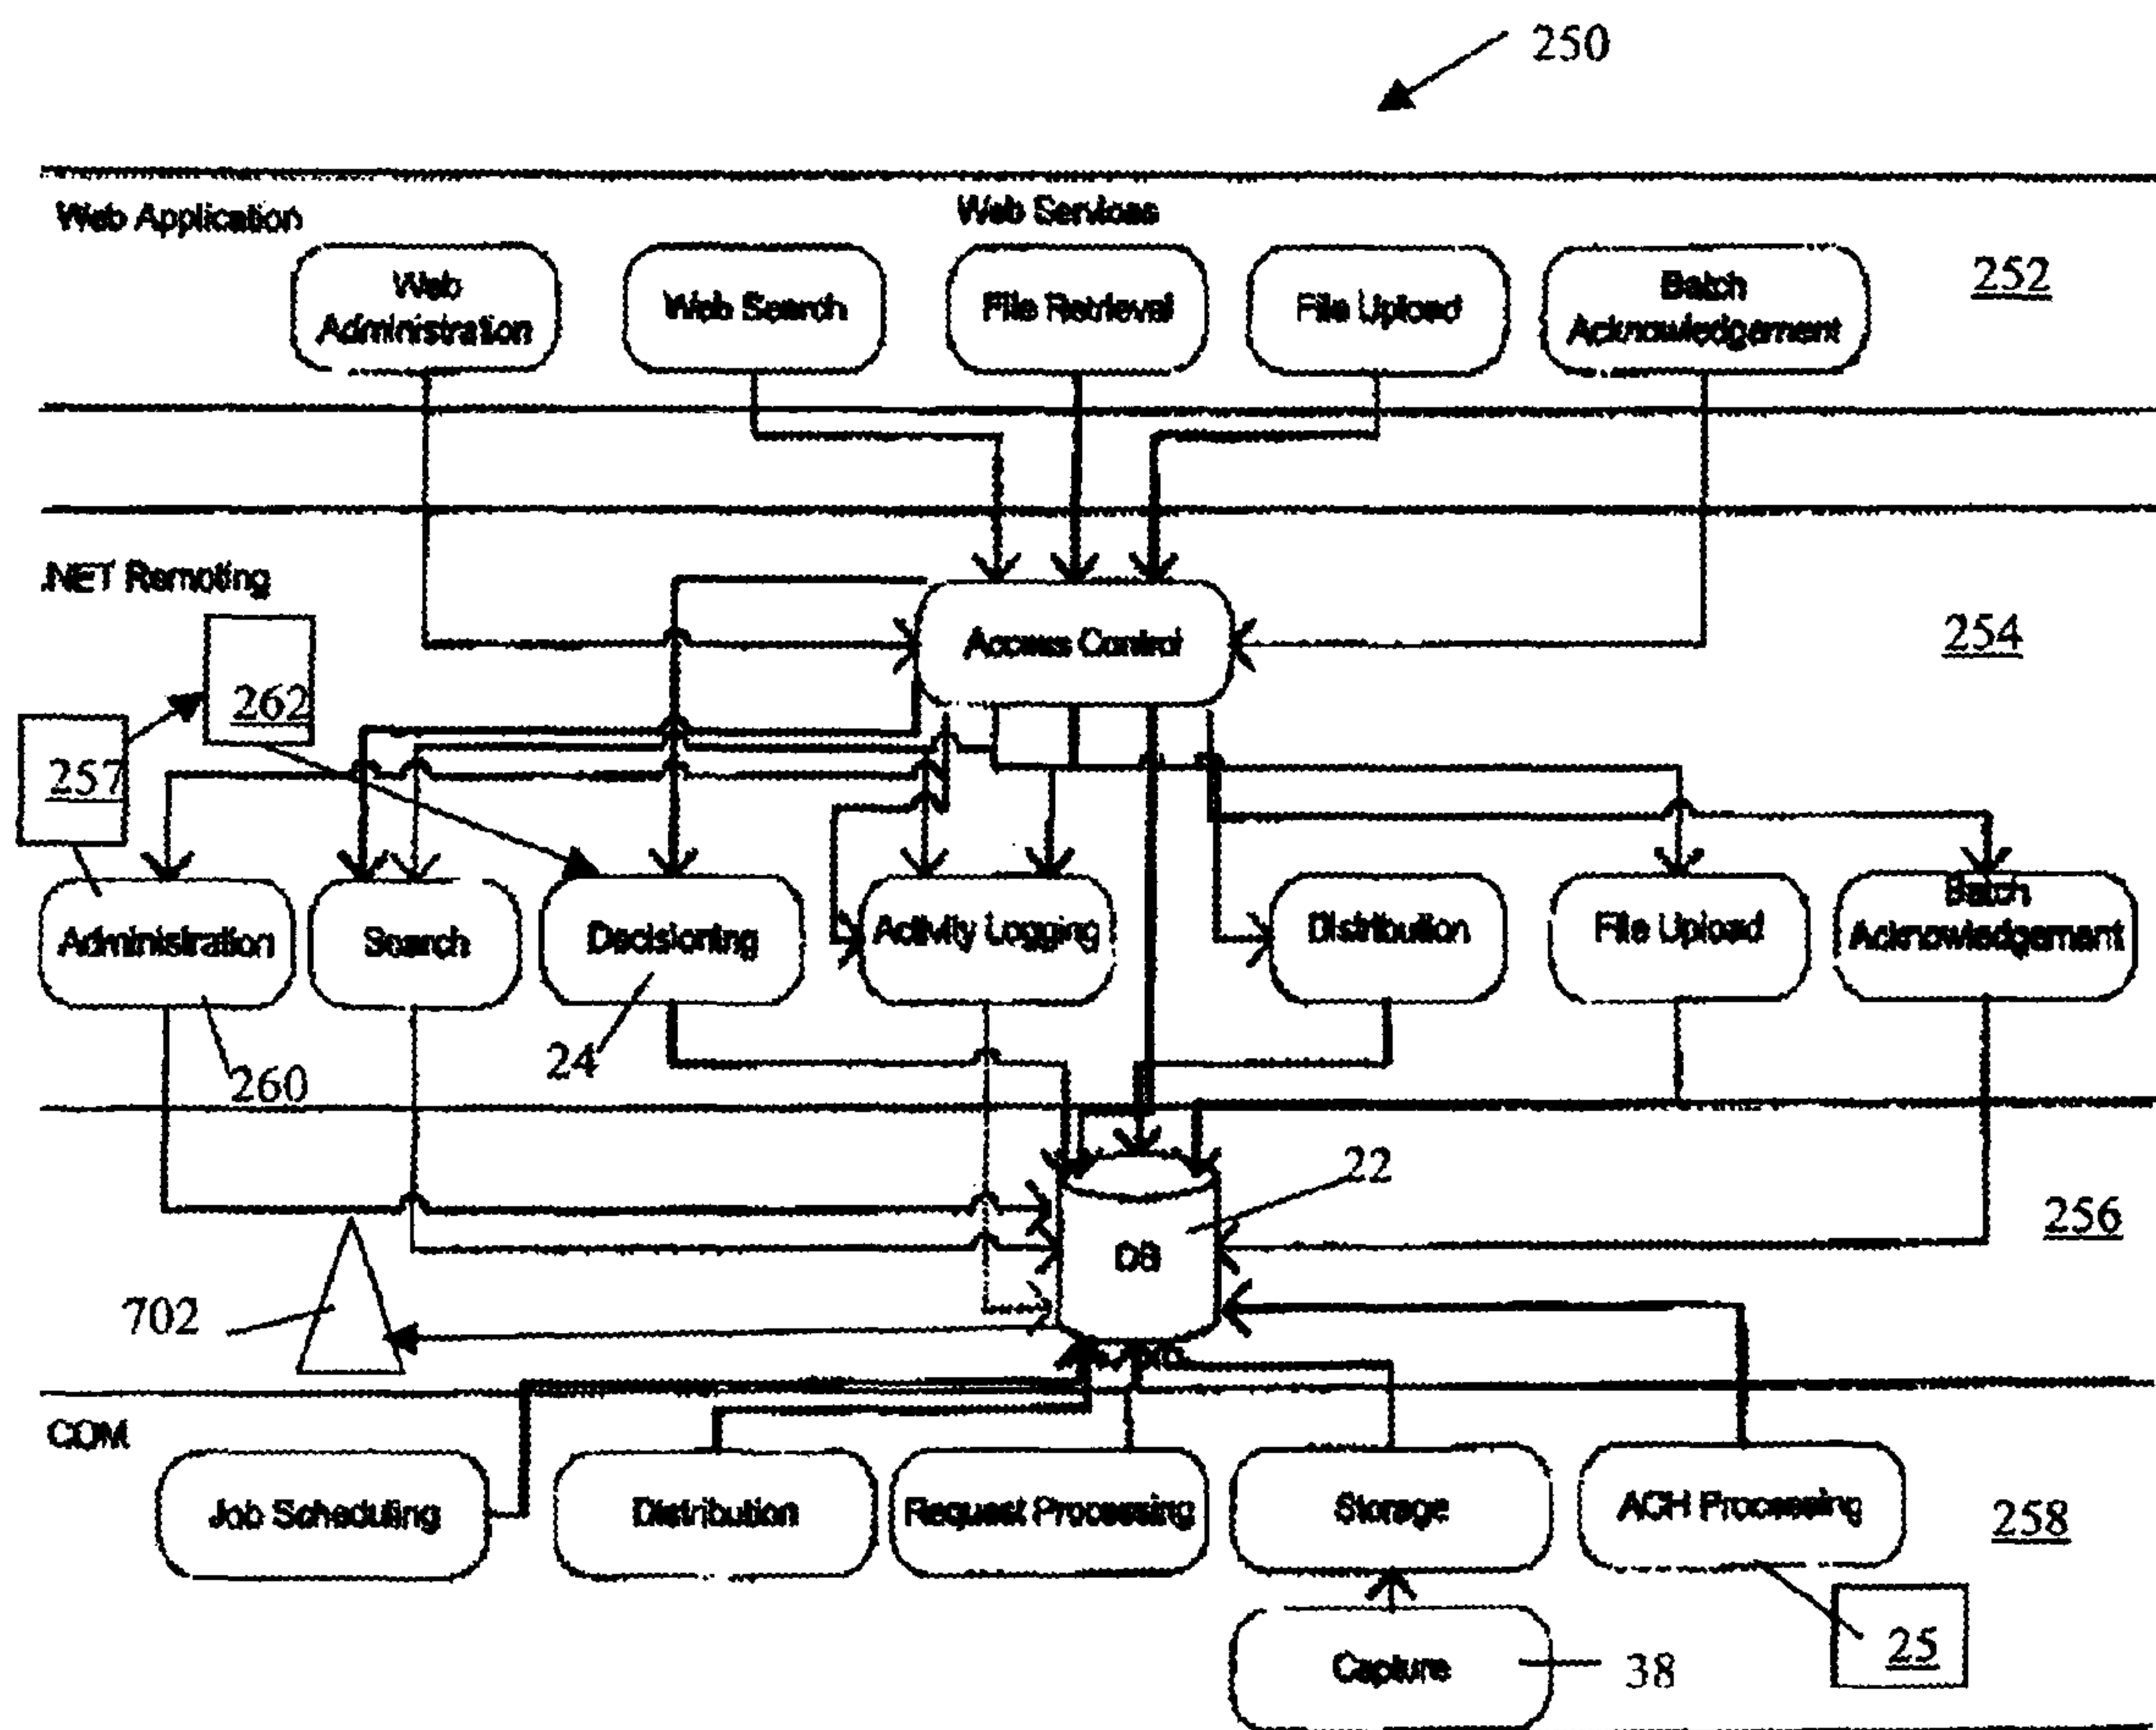 250
Web Application
Web Services
Web
Administration
Web Search
File Retrieval
File Upload
Batch
Acknowledgement
252
.NET Remoting
Access Control
254
262
257
Administration
Search
Decisioning
Activity Logging
Distribution
File Upload
Batch
Acknowledgement
24
260
22
DB
256
702
COM
Job Scheduling
Distribution
Request Processing
Storage
ACH Processing
258
25
Capture
38